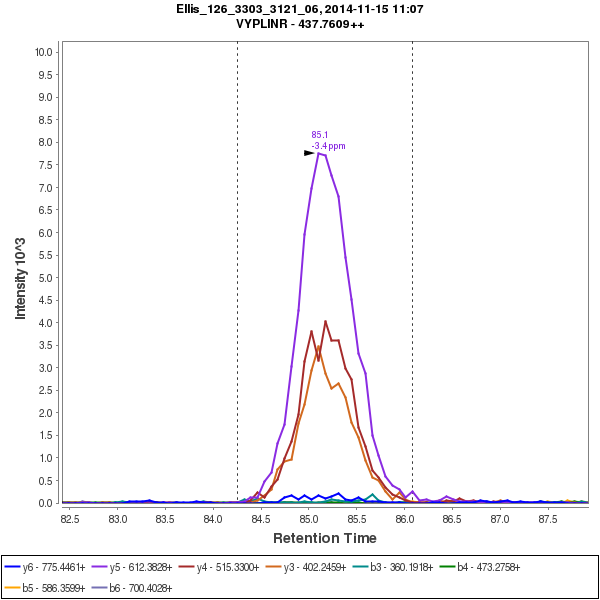 Ellis_126_3303_3121_06, 2014-11-15 11:07
VYPLINR - 437.7609++
Intensity 10^3
10.0
9.5
9.0
8.5
8.0
7.5
7.0
6.5
6.0
5.5
5.0
4.5
4.0
3.5
3.0
2.5
2.0
1.5
1.0
0.5
0.0
85.1
-3.4 ppm
82.5 83.0 83.5 84.0 84.5 85.0 85.5 86.0 86.5 87.0 87.5
Retention Time
y6 - 775.4461+ y5 - 612.3828+ y4 - 515.3300+ y3 - 402.2459+ b3 - 360.1918+ b4 - 473.2758+
b5 - 586.3599+ b6 - 700.4028+